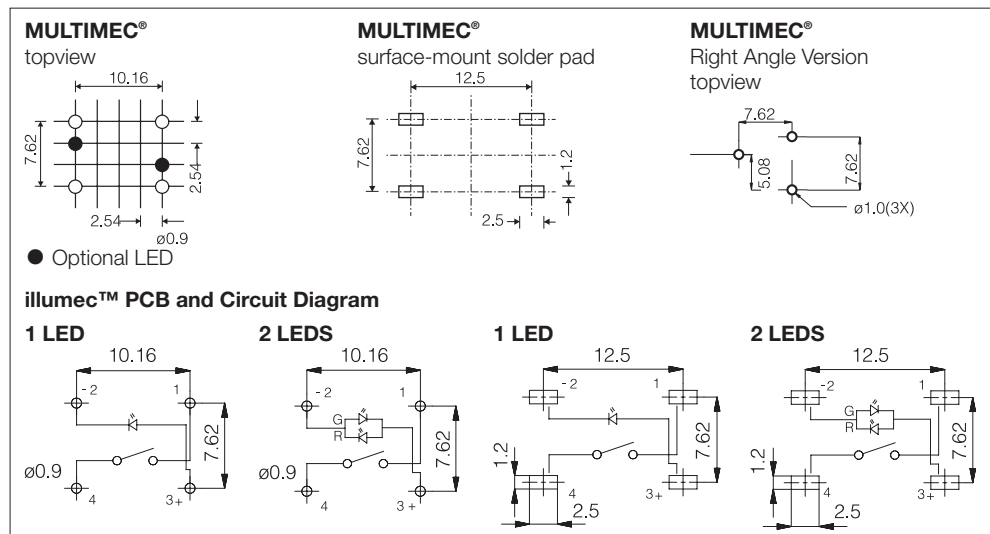 MULTIMEC®
topview
10.16
7.62
2.54
2.54
ø0.9
● Optional LED
MULTIMEC®
surface-mount solder pad
12.5
7.62
1.2
2.5
MULTIMEC®
Right Angle Version
topview
7.62
5.08
7.62
ø1.0(3X)
illumec™ PCB and Circuit Diagram
1 LED
10.16
- 2
1
7.62
ø0.9
4
3+
2 LEDS
10.16
- 2
1
G
R
7.62
ø0.9
4
3+
1 LED
12.5
-2
1
7.62
1.2
4
3+
2.5
2 LEDS
12.5
-2
1
G
R
7.62
1.2
4
3+
2.5